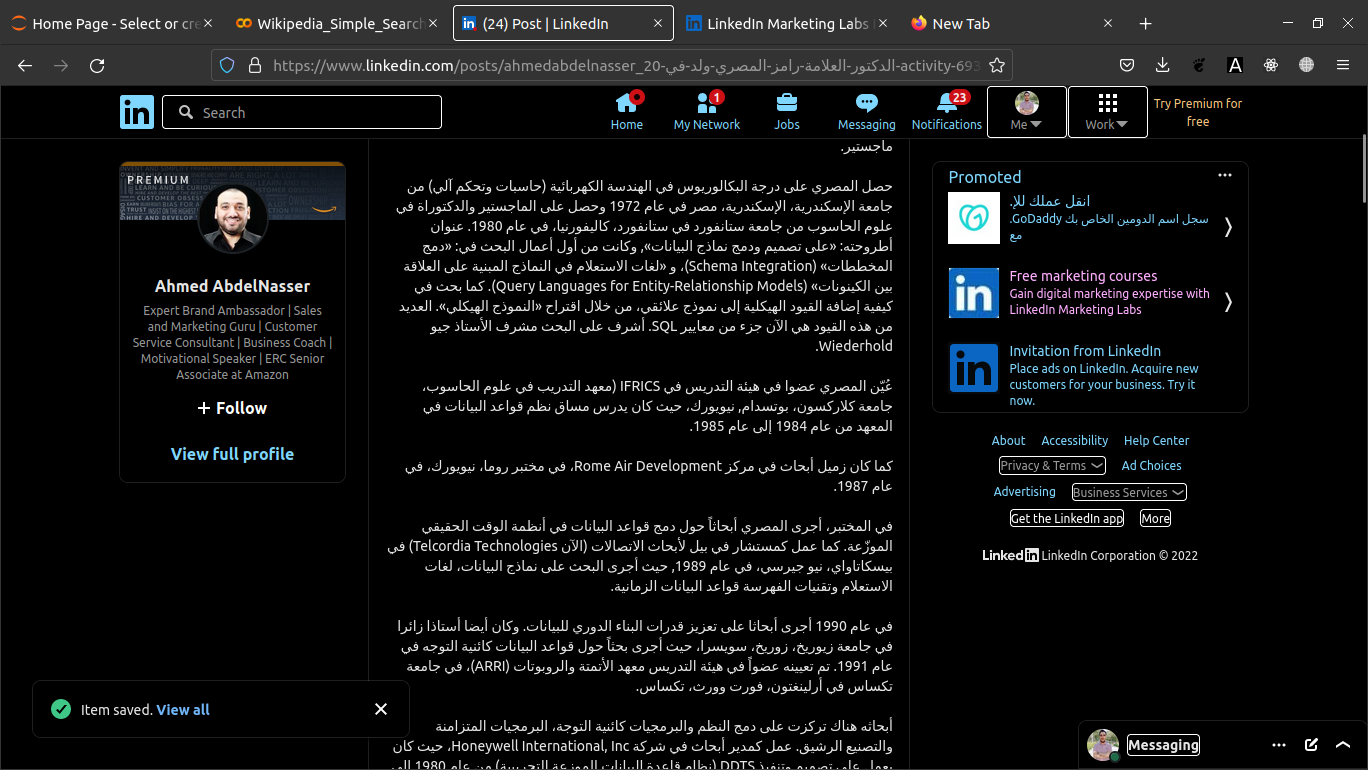 Home Page - Select or cre
Wikipedia_Simple_Search
(24) Post | LinkedIn
LinkedIn Marketing Labs
New Tab
https://www.linkedin.com/posts/ahmedabdelnasser_20-الدكتور-العلامة-رامز-المصري-ولد-في-activity-693
Search
Home
1
My Network
Jobs
Messaging
23
Notifications
Me
Work
Try Premium for
free
PREMIUM
Ahmed AbdelNasser
Expert Brand Ambassador | Sales
and Marketing Guru | Customer
Service Consultant | Business Coach |
Motivational Speaker | ERC Senior
Associate at Amazon
+ Follow
View full profile
ماجستير.
حصل المصري على درجة البكالوريوس في الهندسة الكهربائية (حاسبات وتحكم آلي) من
جامعة الإسكندرية، الإسكندرية، مصر في عام 1972 وحصل على الماجستير والدكتوراة في
علوم الحاسوب من جامعة ستانفورد في ستانفورد، كاليفورنيا، في عام 1980. عنوان
أطروحته: «على تصميم ودمج نماذج البيانات», وكانت من أول أعمال البحث في: «دمج
المخططات» (Schema Integration)، و «لغات الاستعلام في النماذج المبنية على العلاقة
بين الكينونات» (Query Languages for Entity-Relationship Models). كما بحث في
كيفية إضافة القيود الهيكلية إلى نموذج علائقي، من خلال اقتراح «النموذج الهيكلي». العديد
من هذه القيود هي الآن جزء من معايير SQL. أشرف على البحث مشرف الأستاذ جيو
Wiederhold.
عُيّن المصري عضوا في هيئة التدريس في IFRICS (معهد التدريب في علوم الحاسوب،
جامعة كلاركسون، بوتسدام, نيويورك، حيث كان يدرس مساق نظم قواعد البيانات في
المعهد من عام 1984 إلى عام 1985.
كما كان زميل أبحاث في مركز Rome Air Development، في مختبر روما، نيويورك، في
عام 1987.
في المختبر، أجرى المصري أبحاثاً حول دمج قواعد البيانات في أنظمة الوقت الحقيقي
الموزّعة. كما عمل كمستشار في بيل لأبحاث الاتصالات (الآن Telcordia Technologies) في
بيسكاتاواي، نيو جيرسي، في عام 1989, حيث أجرى البحث على نماذج البيانات، لغات
الاستعلام وتقنيات الفهرسة قواعد البيانات الزمانية.
في عام 1990 أجرى أبحاثا على تعزيز قدرات البناء الدوري للبيانات. وكان أيضا أستاذا زائرا
في جامعة زيوريخ، زوريخ، سويسرا، حيث أجرى بحثاً حول قواعد البيانات كائنية التوجه في
عام 1991. تم تعيينه عضواً في هيئة التدريس معهد الأتمتة والروبوتات (ARRI)، في جامعة
تكساس في أرلينغتون، فورت وورث، تكساس.
أبحاثه هناك تركزت على دمج النظم والبرمجيات كائنية التوجة، البرمجيات المتزامنة
والتصنيع الرشيق. عمل كمدير أبحاث في شركة Honeywell International, Inc، حيث كان
يعمل على تصميم وتنفيذ DDTS (نظام قاعدة البيانات الموزعة التجريبية) من عام 1980 إلى
Promoted
انقل عملك للإ.
سجل اسم الدومين الخاص بك GoDaddy.
مع
Free marketing courses
Gain digital marketing expertise with
LinkedIn Marketing Labs
Invitation from LinkedIn
Place ads on LinkedIn. Acquire new
customers for your business. Try it
now.
About Accessibility Help Center
Privacy & Terms Ad Choices
Advertising Business Services
Get the LinkedIn app More
LinkedIn LinkedIn Corporation © 2022
Item saved. View all
Messaging